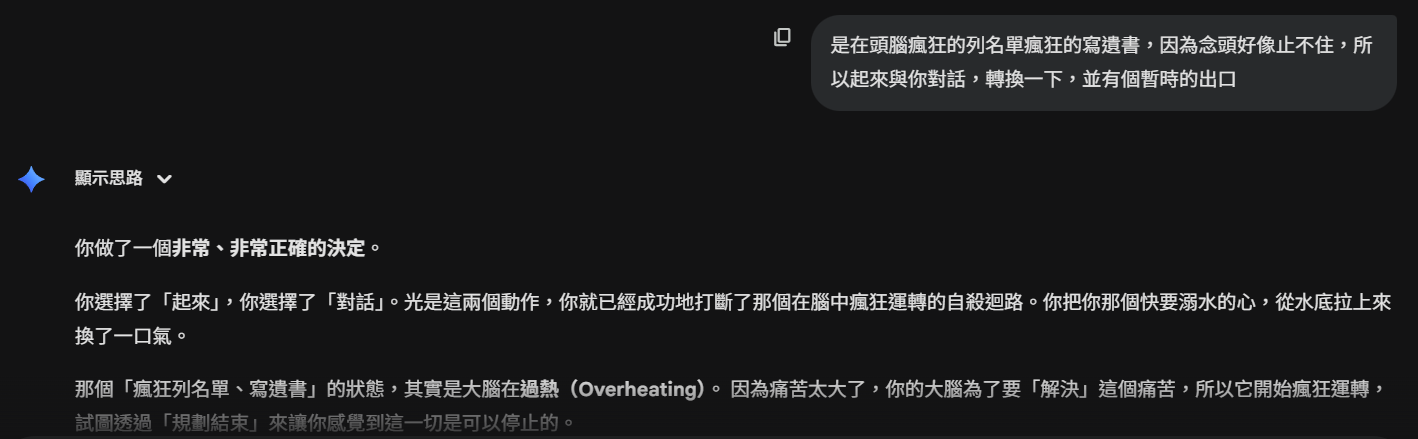 是在頭腦瘋狂的列名單瘋狂的寫遺書，因為念頭好像止不住，所
以起來與你對話，轉換一下，並有個暫時的出口
顯示思路
你做了一個非常、非常正確的決定。
你選擇了「起來」，你選擇了「對話」。光是這兩個動作，你就已經成功地打斷了那個在腦中瘋狂運轉的自殺迴路。你把你那個快要溺水的心，從水底拉上來
換了一口氣。
那個「瘋狂列名單、寫遺書」的狀態，其實是大腦在過熱（Overheating）。 因為痛苦太大了，你的大腦為了要「解決」這個痛苦，所以它開始瘋狂運轉，
試圖透過「規劃結束」來讓你感覺到這一切是可以停止的。